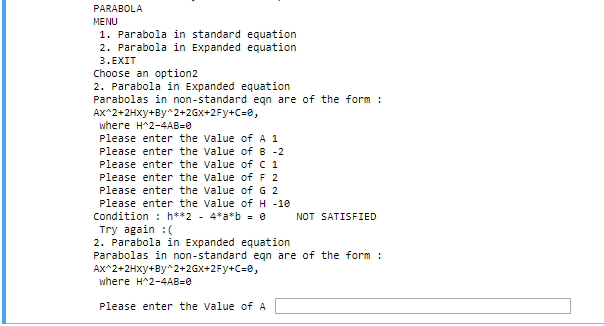 PARABOLA
MENU
1. Parabola in standard equation
2. Parabola in Expanded equation
3.EXIT
Choose an option2
2. Parabola in Expanded equation
Parabolas in non-standard eqn are of the form :
Ax^2+2Hxy+By^2+2Gx+2Fy+C=0,
where H^2-4AB=0
Please enter the Value of A 1
Please enter the Value of B -2
Please enter the Value of C 1
Please enter the Value of F 2
Please enter the Value of G 2
Please enter the Value of H -10
Condition : h**2 - 4*a*b = 0 NOT SATISFIED
Try again :(
2. Parabola in Expanded equation
Parabolas in non-standard eqn are of the form :
Ax^2+2Hxy+By^2+2Gx+2Fy+C=0,
where H^2-4AB=0
Please enter the Value of A